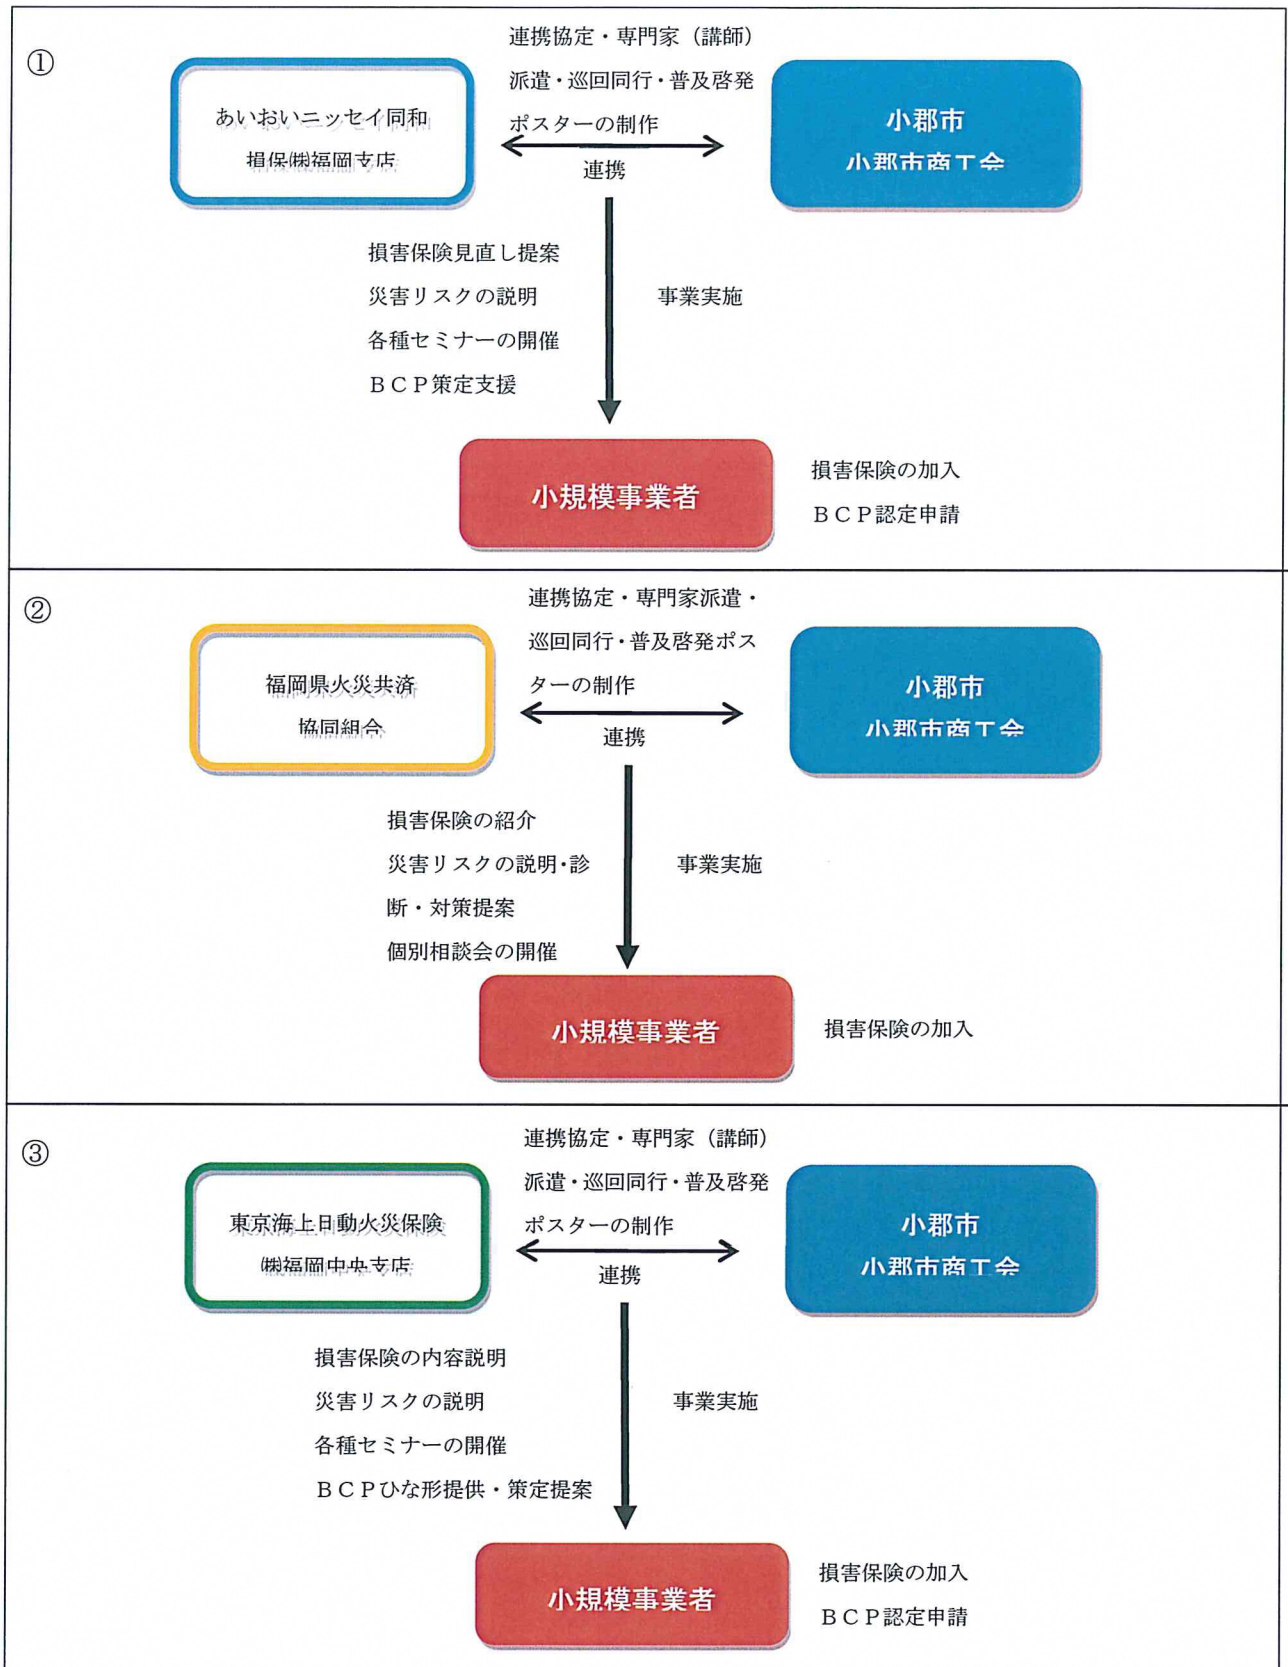 ①
連携協定・専門家（講師）
派遣・巡回同行・普及啓発
ポスターの制作
あいおいニッセイ同和
損保㈱福岡支店
連携
小郡市
小郡市商工会
損害保険見直し提案
災害リスクの説明
各種セミナーの開催
ＢＣＰ策定支援
事業実施
小規模事業者
損害保険の加入
ＢＣＰ認定申請
②
連携協定・専門家派遣・
巡回同行・普及啓発ポス
ターの制作
福岡県火災共済
協同組合
連携
小郡市
小郡市商工会
損害保険の紹介
災害リスクの説明・診
断・対策提案
個別相談会の開催
事業実施
小規模事業者
損害保険の加入
③
連携協定・専門家（講師）
派遣・巡回同行・普及啓発
ポスターの制作
東京海上日動火災保険
㈱福岡中央支店
連携
小郡市
小郡市商工会
損害保険の内容説明
災害リスクの説明
各種セミナーの開催
ＢＣＰひな形提供・策定提案
事業実施
小規模事業者
損害保険の加入
ＢＣＰ認定申請